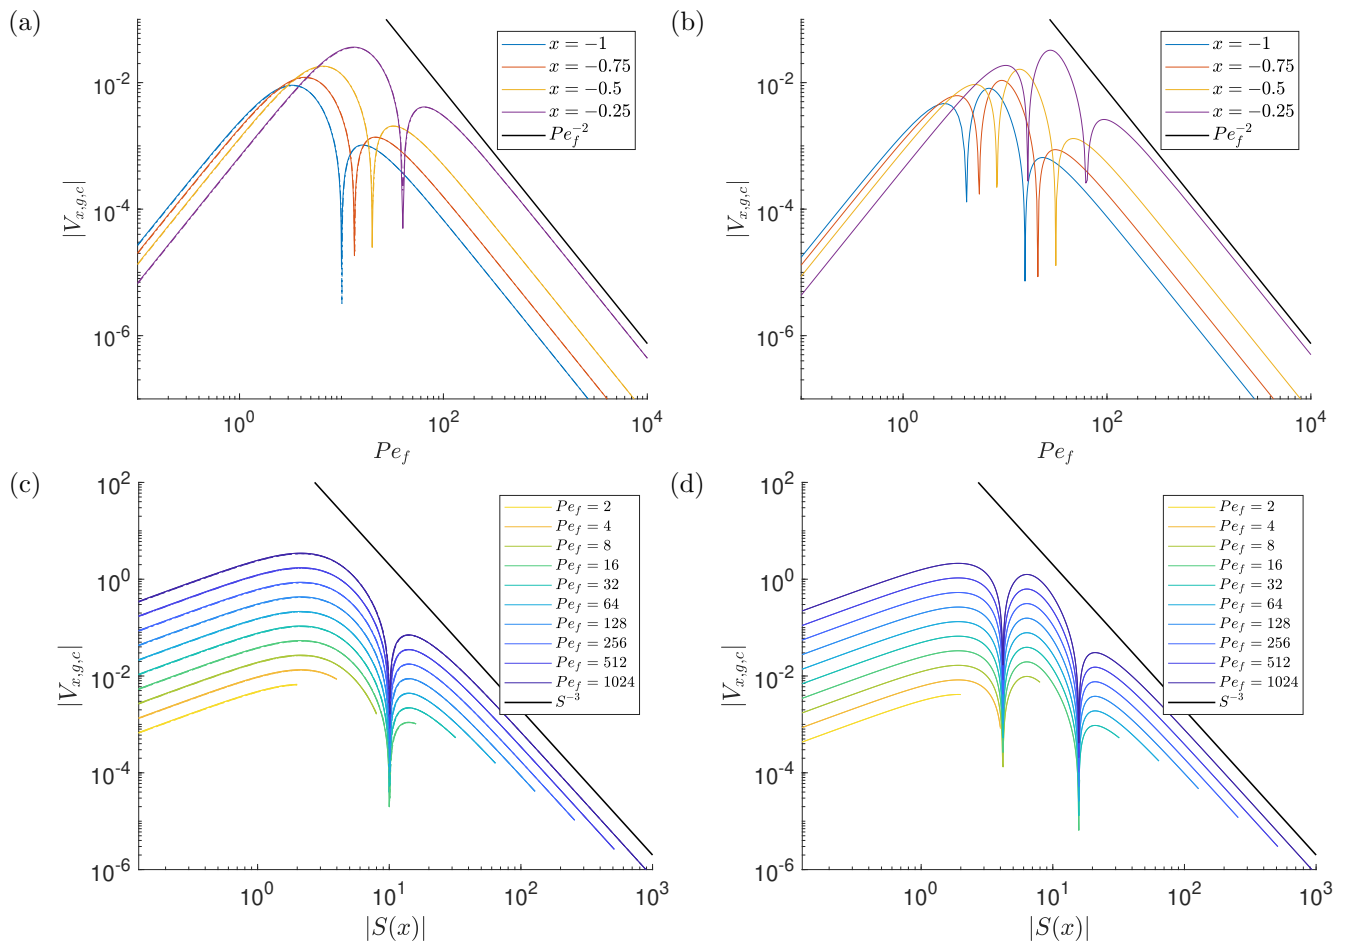 (a)
10^{-2}
10^{-4}
10^{-6}
|V_{x,g,c}|
10^0
10^2
10^4
Pe_f
x = −1
x = −0.75
x = −0.5
x = −0.25
Pe_f^{−2}
(b)
10^{-2}
10^{-4}
10^{-6}
|V_{x,g,c}|
10^0
10^2
10^4
Pe_f
x = −1
x = −0.75
x = −0.5
x = −0.25
Pe_f^{−2}
(c)
10^2
10^0
10^{-2}
10^{-4}
10^{-6}
|V_{x,g,c}|
10^0
10^1
10^2
10^3
|S(x)|
Pe_f = 2
Pe_f = 4
Pe_f = 8
Pe_f = 16
Pe_f = 32
Pe_f = 64
Pe_f = 128
Pe_f = 256
Pe_f = 512
Pe_f = 1024
S^{−3}
(d)
10^2
10^0
10^{-2}
10^{-4}
10^{-6}
|V_{x,g,c}|
10^0
10^1
10^2
10^3
|S(x)|
Pe_f = 2
Pe_f = 4
Pe_f = 8
Pe_f = 16
Pe_f = 32
Pe_f = 64
Pe_f = 128
Pe_f = 256
Pe_f = 512
Pe_f = 1024
S^{−3}